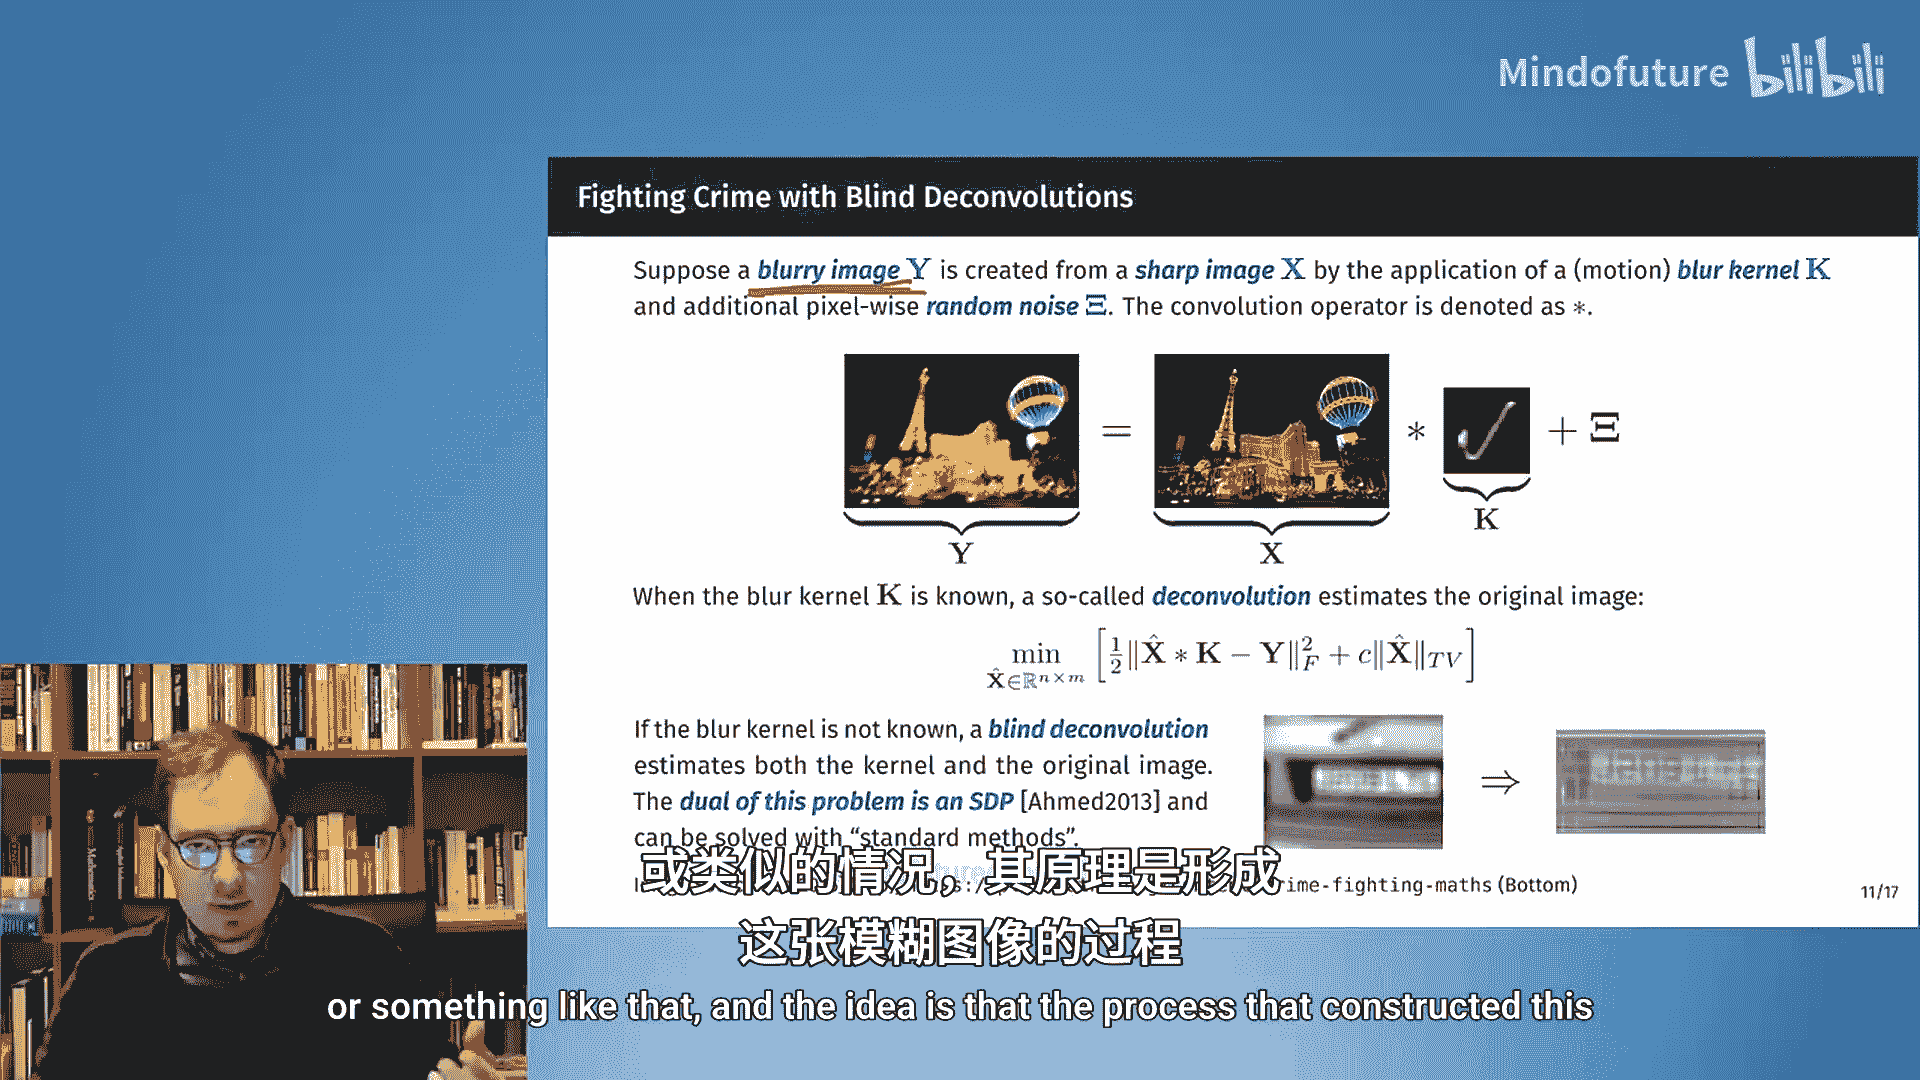 Mindofuture bilibili
Fighting Crime with Blind Deconvolutions
Suppose a blurry image Y is created from a sharp image X by the application of a (motion) blur kernel K
and additional pixel-wise random noise Ξ. The convolution operator is denoted as ∗.
= ∗ + Ξ
K
Y X
When the blur kernel K is known, a so-called deconvolution estimates the original image:
min_{X̂∈ℝ^{n×m}} [½‖X̂ ∗ K − Y‖²_F + c‖X̂‖_{TV}]
If the blur kernel is not known, a blind deconvolution
estimates both the kernel and the original image.
The dual of this problem is an SDP [Ahmed2013] and
can be solved with “standard methods”.
⇒
rime-fighting-maths (Bottom)
11/17
或类似的情况，其原理是形成
这张模糊图像的过程
or something like that, and the idea is that the process that constructed this